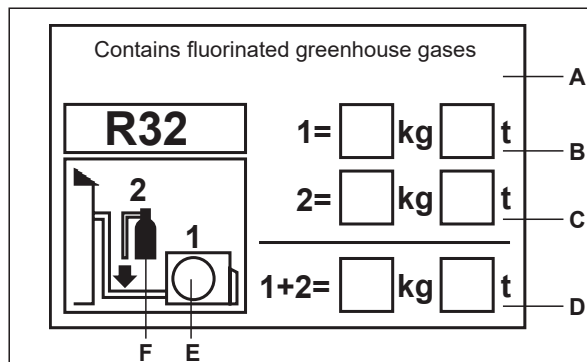 Contains fluorinated greenhouse gases
A
R32
1= kg t
B
2
1
2= kg t
C
1+2= kg t
D
F E